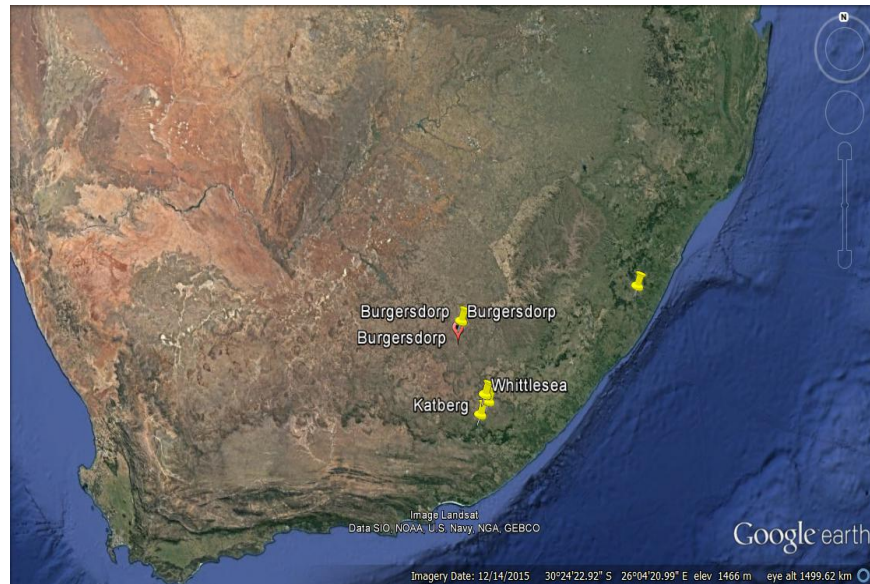 N
Burgersdorp Burgersdorp
Burgersdorp
Whittlesea
Katberg
Image Landsat
Data SIO, NOAA, U.S. Navy, NGA, GEBCO
Google earth
Imagery Date: 12/14/2015 30°24'22.92" S 26°04'20.99" E elev 1466 m eye alt 1499.62 km